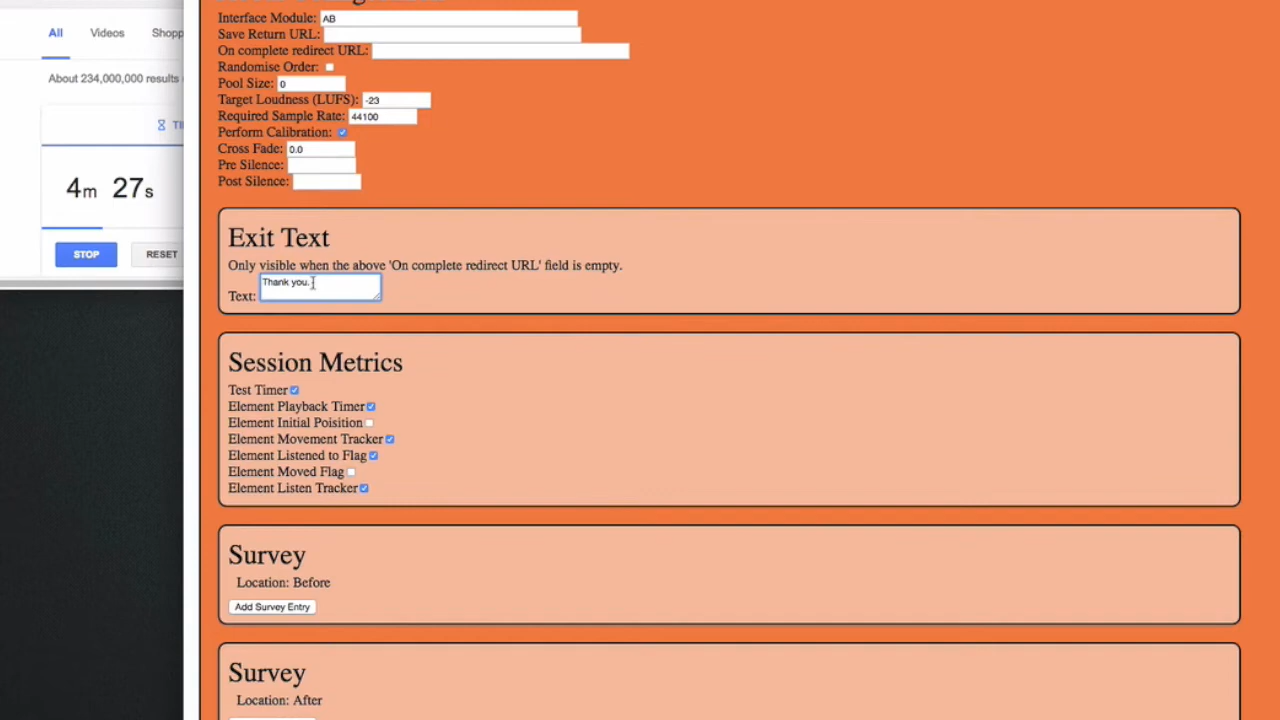 All Videos Shopp
About 234,000,000 results
TI
4m 27s
STOP RESET
Interface Module: AB
Save Return URL:
On complete redirect URL:
Randomise Order:
Pool Size: 0
Target Loudness (LUFS): -23
Required Sample Rate: 44100
Perform Calibration:
Cross Fade: 0.0
Pre Silence:
Post Silence:
Exit Text
Only visible when the above 'On complete redirect URL' field is empty.
Text: Thank you.
Session Metrics
Test Timer
Element Playback Timer
Element Initial Poisition
Element Movement Tracker
Element Listened to Flag
Element Moved Flag
Element Listen Tracker
Survey
Location: Before
Add Survey Entry
Survey
Location: After